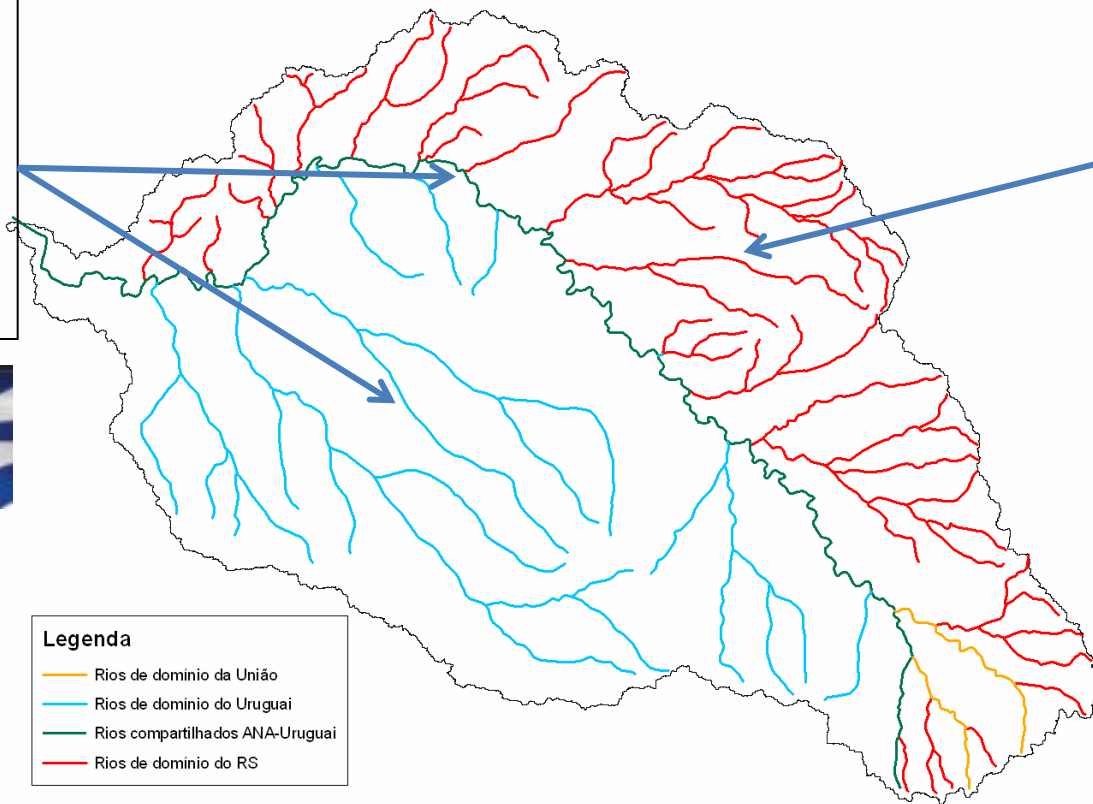 Legenda
Rios de domínio da União
Rios de domínio do Uruguai
Rios compartilhados ANA-Uruguai
Rios de domínio do RS